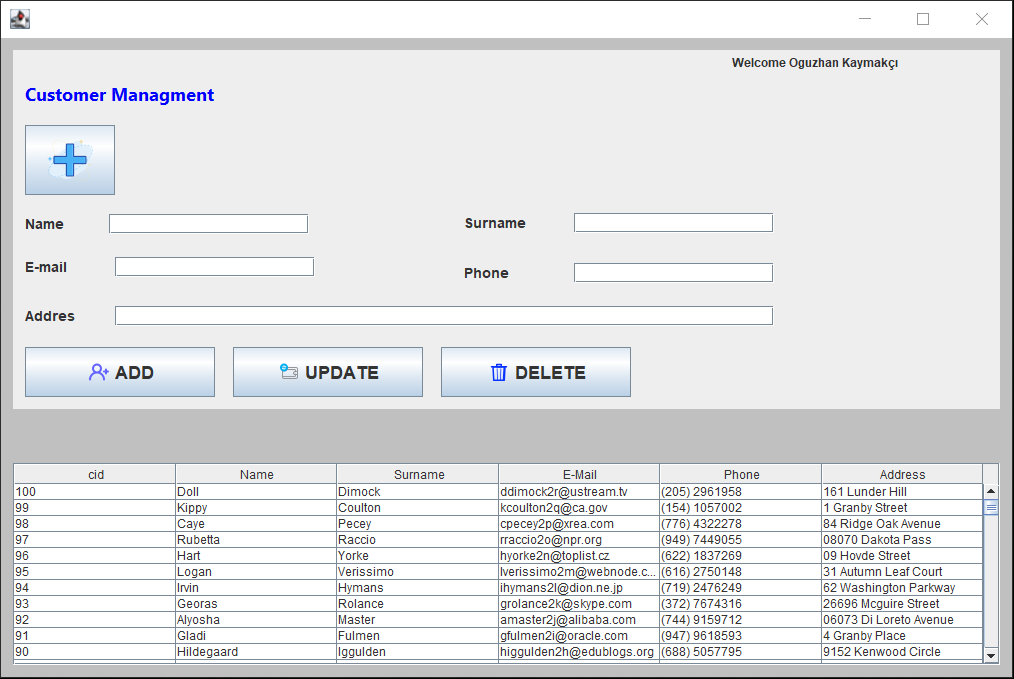 Welcome Oguzhan Kaymakçı
Customer Managment
Name
Surname
E-mail
Phone
Addres
ADD UPDATE DELETE
cid Name Surname E-Mail Phone Address
100 Doll Dimock ddimock2r@ustream.tv (205) 2961958 161 Lunder Hill
99 Kippy Coulton kcoulton2q@ca.gov (154) 1057002 1 Granby Street
98 Caye Pecey cpecey2p@xrea.com (776) 4322278 84 Ridge Oak Avenue
97 Rubetta Raccio rraccio2o@npr.org (949) 7449055 08070 Dakota Pass
96 Hart Yorke hyorke2n@toplist.cz (622) 1837269 09 Hovde Street
95 Logan Verissimo lverissimo2m@webnode.c... (616) 2750148 31 Autumn Leaf Court
94 Irvin Hymans ihymans2l@dion.ne.jp (719) 2476249 62 Washington Parkway
93 Georas Rolance grolance2k@skype.com (372) 7674316 26696 Mcguire Street
92 Alyosha Master amaster2j@alibaba.com (744) 9159712 06073 Di Loreto Avenue
91 Gladi Fulmen gfulmen2i@oracle.com (947) 9618593 4 Granby Place
90 Hildegaard Iggulden higgulden2h@edublogs.org (688) 5057795 9152 Kenwood Circle